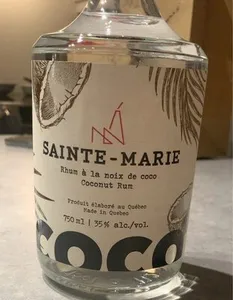 SAINTE-MARIE
Rhum à la noix de coco
Coconut Rum
Produit élaboré au Québec
Made in Quebec
750 ml | 35% alc./vol.
COCO